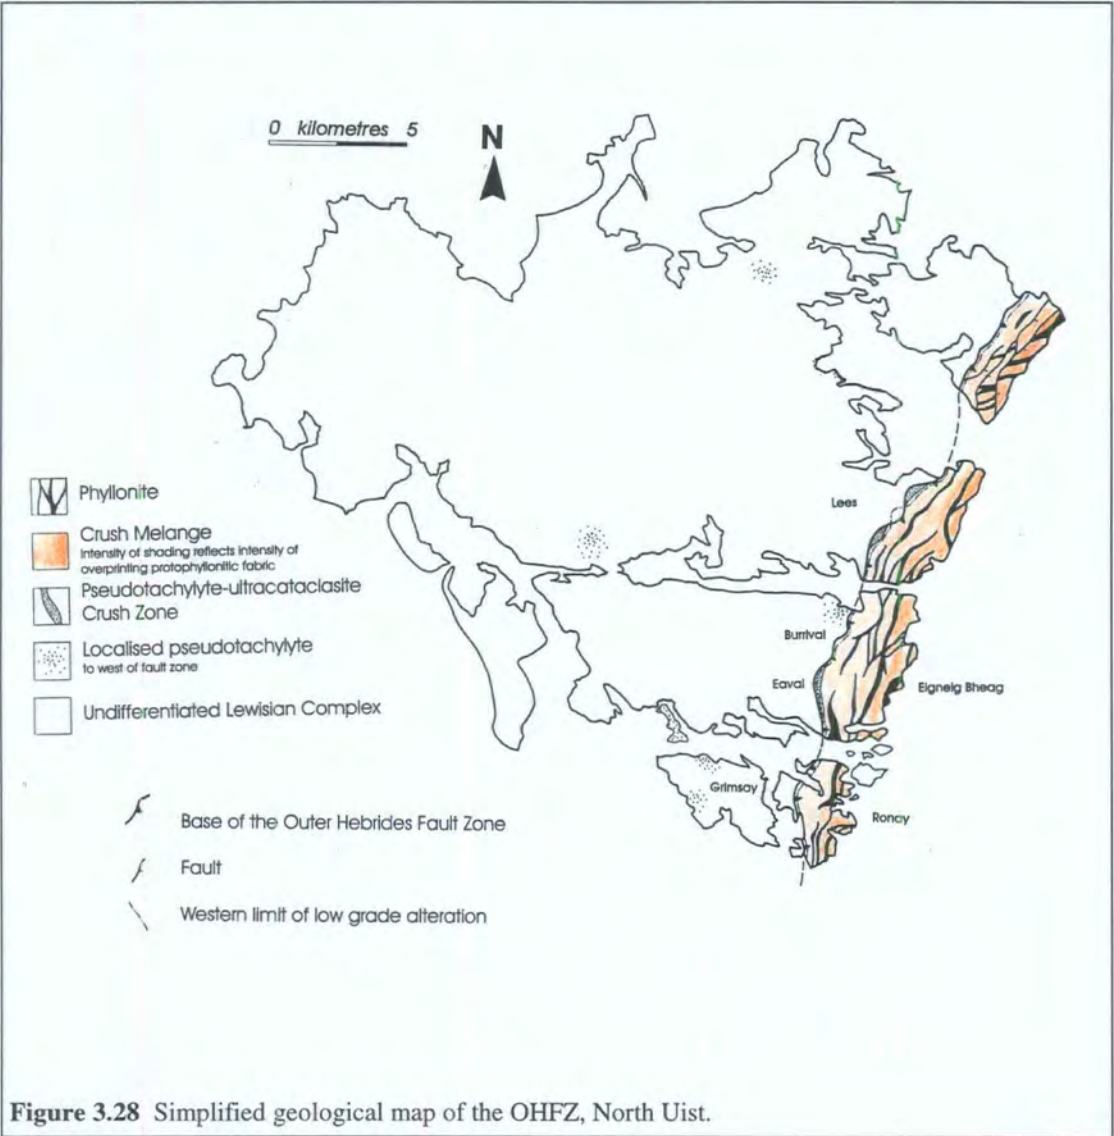 0 kilometres 5
N
Lees
Phyllonite
Crush Melange
Intensity of shading reflects intensity of
overprinting protophyllonitic fabric
Pseudotachylyte-ultracataclasite
Crush Zone
Burrival
Localised pseudotachylyte
to west of fault zone
Eaval
Eigneig Bheag
Undifferentiated Lewisian Complex
Grimsay
Ronay
Base of the Outer Hebrides Fault Zone
Fault
Western limit of low grade alteration
Figure 3.28 Simplified geological map of the OHFZ, North Uist.